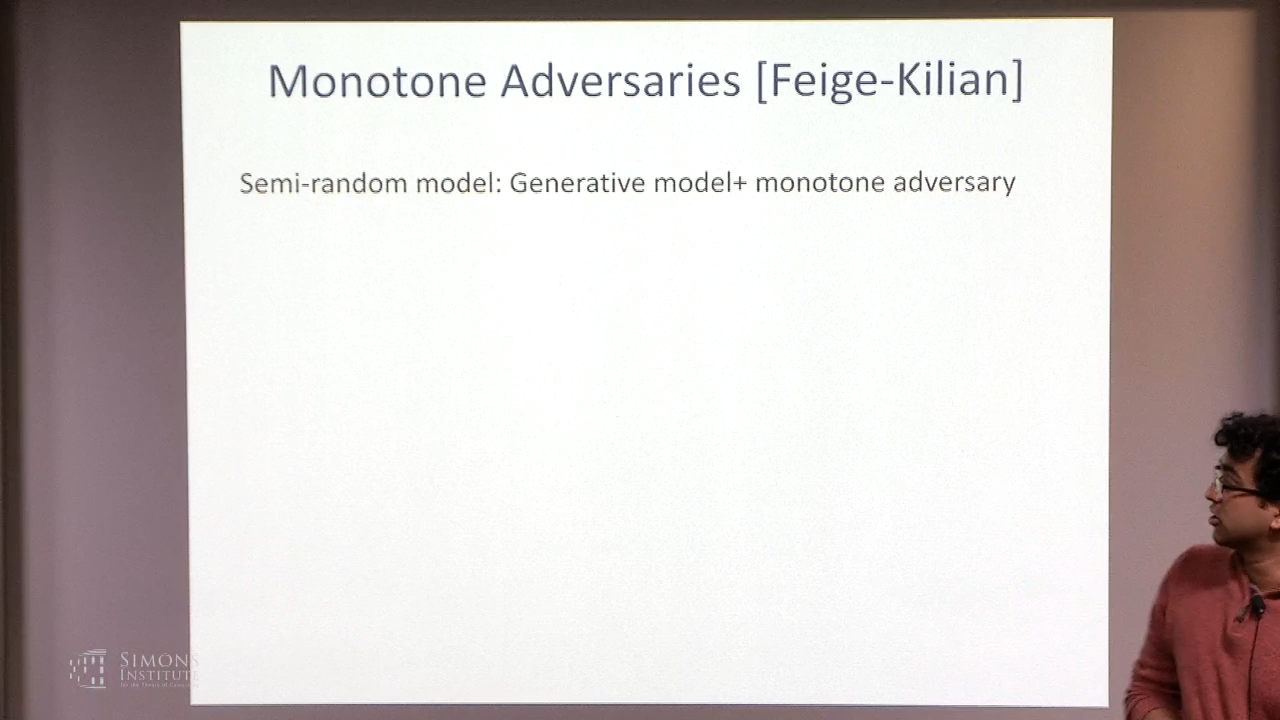 Monotone Adversaries [Feige-Kilian]
Semi-random model: Generative model+ monotone adversary
SIMONS
INSTITUTE